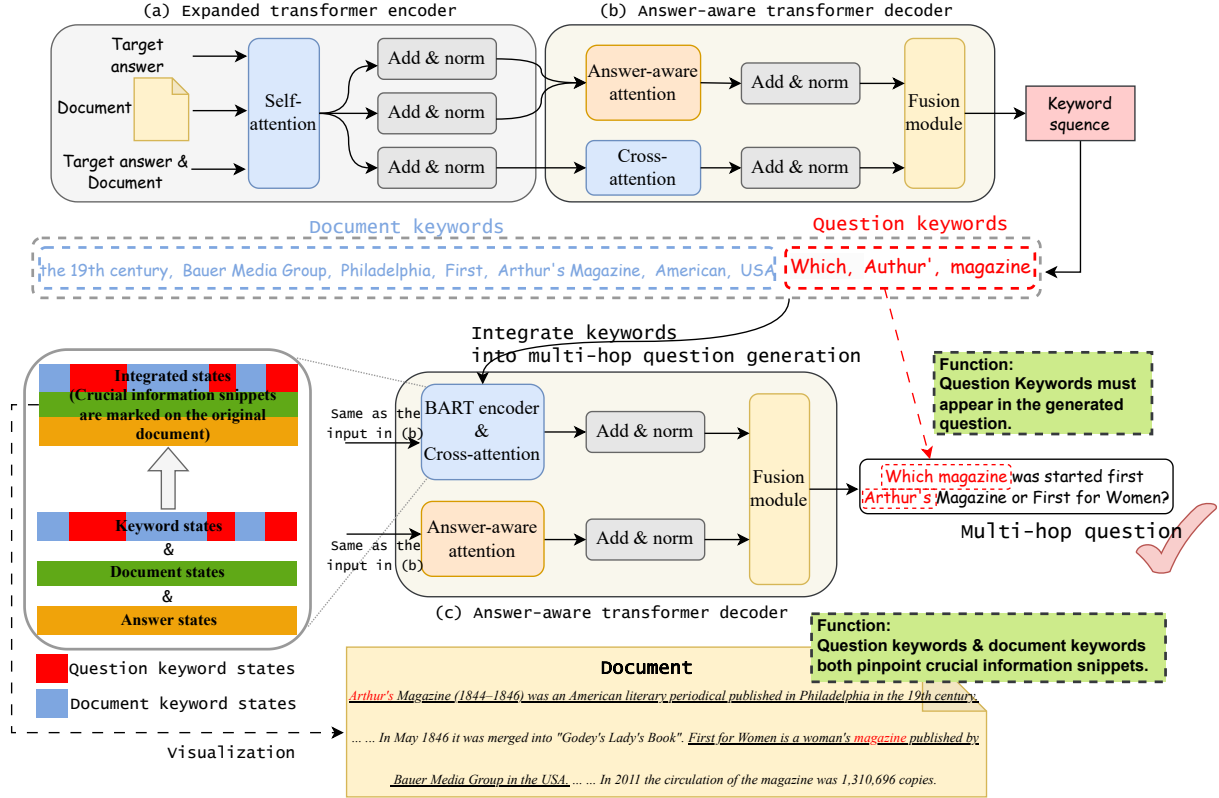 (a) Expanded transformer encoder
(b) Answer-aware transformer decoder
Target
answer
Document
Target answer &
Document
Self-
attention
Add & norm
Add & norm
Add & norm
Answer-aware
attention
Cross-
attention
Add & norm
Add & norm
Fusion
module
Keyword
squence
Document keywords
Question keywords
the 19th century, Bauer Media Group, Philadelphia, First, Arthur's Magazine, American, USA
Which, Authur', magazine
Integrate keywords
into multi-hop question generation
Integrated states
(Crucial information snippets
are marked on the original
document)
Keyword states
&
Document states
&
Answer states
Question keyword states
Document keyword states
Visualization
Same as the
input in (b)
BART encoder
&
Cross-attention
Add & norm
Same as the
input in (b)
Answer-aware
attention
Add & norm
Fusion
module
(c) Answer-aware transformer decoder
Function:
Question Keywords must
appear in the generated
question.
Which magazine was started first
Arthur's Magazine or First for Women?
Multi-hop question
Function:
Question keywords & document keywords
both pinpoint crucial information snippets.
Document
Arthur's Magazine (1844–1846) was an American literary periodical published in Philadelphia in the 19th century.
... ... In May 1846 it was merged into "Godey's Lady's Book". First for Women is a woman's magazine published by
Bauer Media Group in the USA. ... ... In 2011 the circulation of the magazine was 1,310,696 copies.